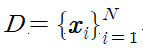 D = {x_i}_{i=1}^{N}